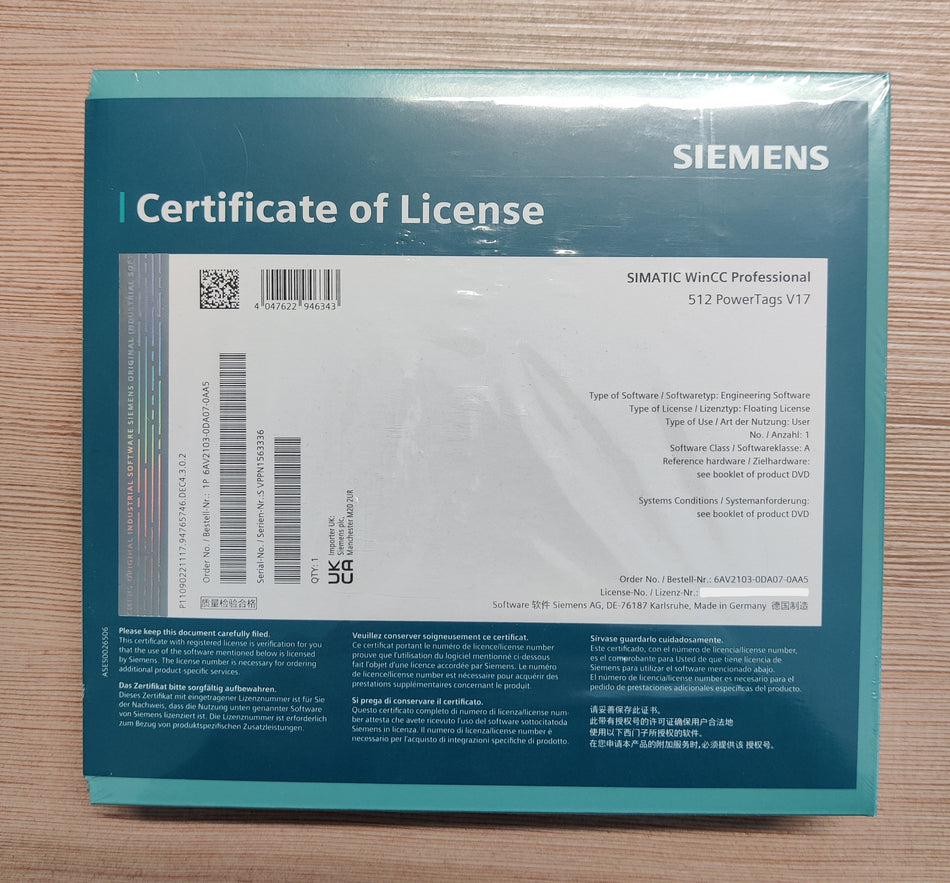 SIEMENS
Certificate of License
4 047622 946343
SIMATIC WinCC Professional
512 PowerTags V17
ORIGINAL INDUSTRIAL SOFTWARE SIEMENS ORIGINAL INDUSTRIAL SOFT
P11090221117.94765746.DEC4.3.0.2
Order No. / Bestell-Nr.: 1P 6AV2103-0DA07-0AA5
Serial-No. / Serien-Nr.:S VPPN1563336
QTY: 1
UK
CA
Importer UK:
Siemens plc,
Manchester M20 2UR
质量检验合格
Type of Software / Softwaretyp: Engineering Software
Type of License / Lizenztyp: Floating License
Type of Use / Art der Nutzung: User
No. / Anzahl: 1
Software Class / Softwareklasse: A
Reference hardware / Zielhardware:
see booklet of product DVD
Systems Conditions / Systemanforderung:
see booklet of product DVD
Order No. / Bestell-Nr.: 6AV2103-0DA07-0AA5
License-No. / Lizenz-Nr.:
Software 软件 Siemens AG, DE-76187 Karlsruhe, Made in Germany 德国制造
A5E50026506
Please keep this document carefully filed.
This certificate with registered license is verification for you
that the use of the software mentioned below is licensed
by Siemens. The license number is necessary for ordering
additional product-specific services.
Das Zertifikat bitte sorgfältig aufbewahren.
Dieses Zertifikat mit eingetragener Lizenznummer ist für Sie
der Nachweis, dass die Nutzung unten genannter Software
von Siemens lizenziert ist. Die Lizenznummer ist erforderlich
zum Bezug von produktspezifischen Zusatzleistungen.
Veuillez conserver soigneusement ce certificat.
Ce certificat portant le numéro de licence/license number
prouve que l'utilisation du logiciel mentionné ci-dessous
fait l'objet d'une licence accordée par Siemens. Le numéro
de licence/license number est nécessaire pour acquérir des
prestations supplémentaires concernant le produit.
Si prega di conservare il certificato.
Questo certificato completo di numero di licenza/license num-
ber attesta che avete ricevuto l'uso del software sottocitatoda
Siemens in licenza. Il numero di licenza/license number è
necessario per l'acquisto di integrazioni specifiche di prodotto.
Sírvase guardarlo cuidadosamente.
Este certificado, con el número de licencia/license number,
es el comprobante para Usted de que tiene licencia de
Siemens para utilizar el software mencionado abajo.
El número de licencia/license number es necesario para el
pedido de prestaciones adicionales específicas del producto.
请妥善保存此证书。
此带有授权号的许可证确保用户合法地
使用以下西门子所授权的软件。
在您申请本产品的附加服务时,必须提供该 授权号。